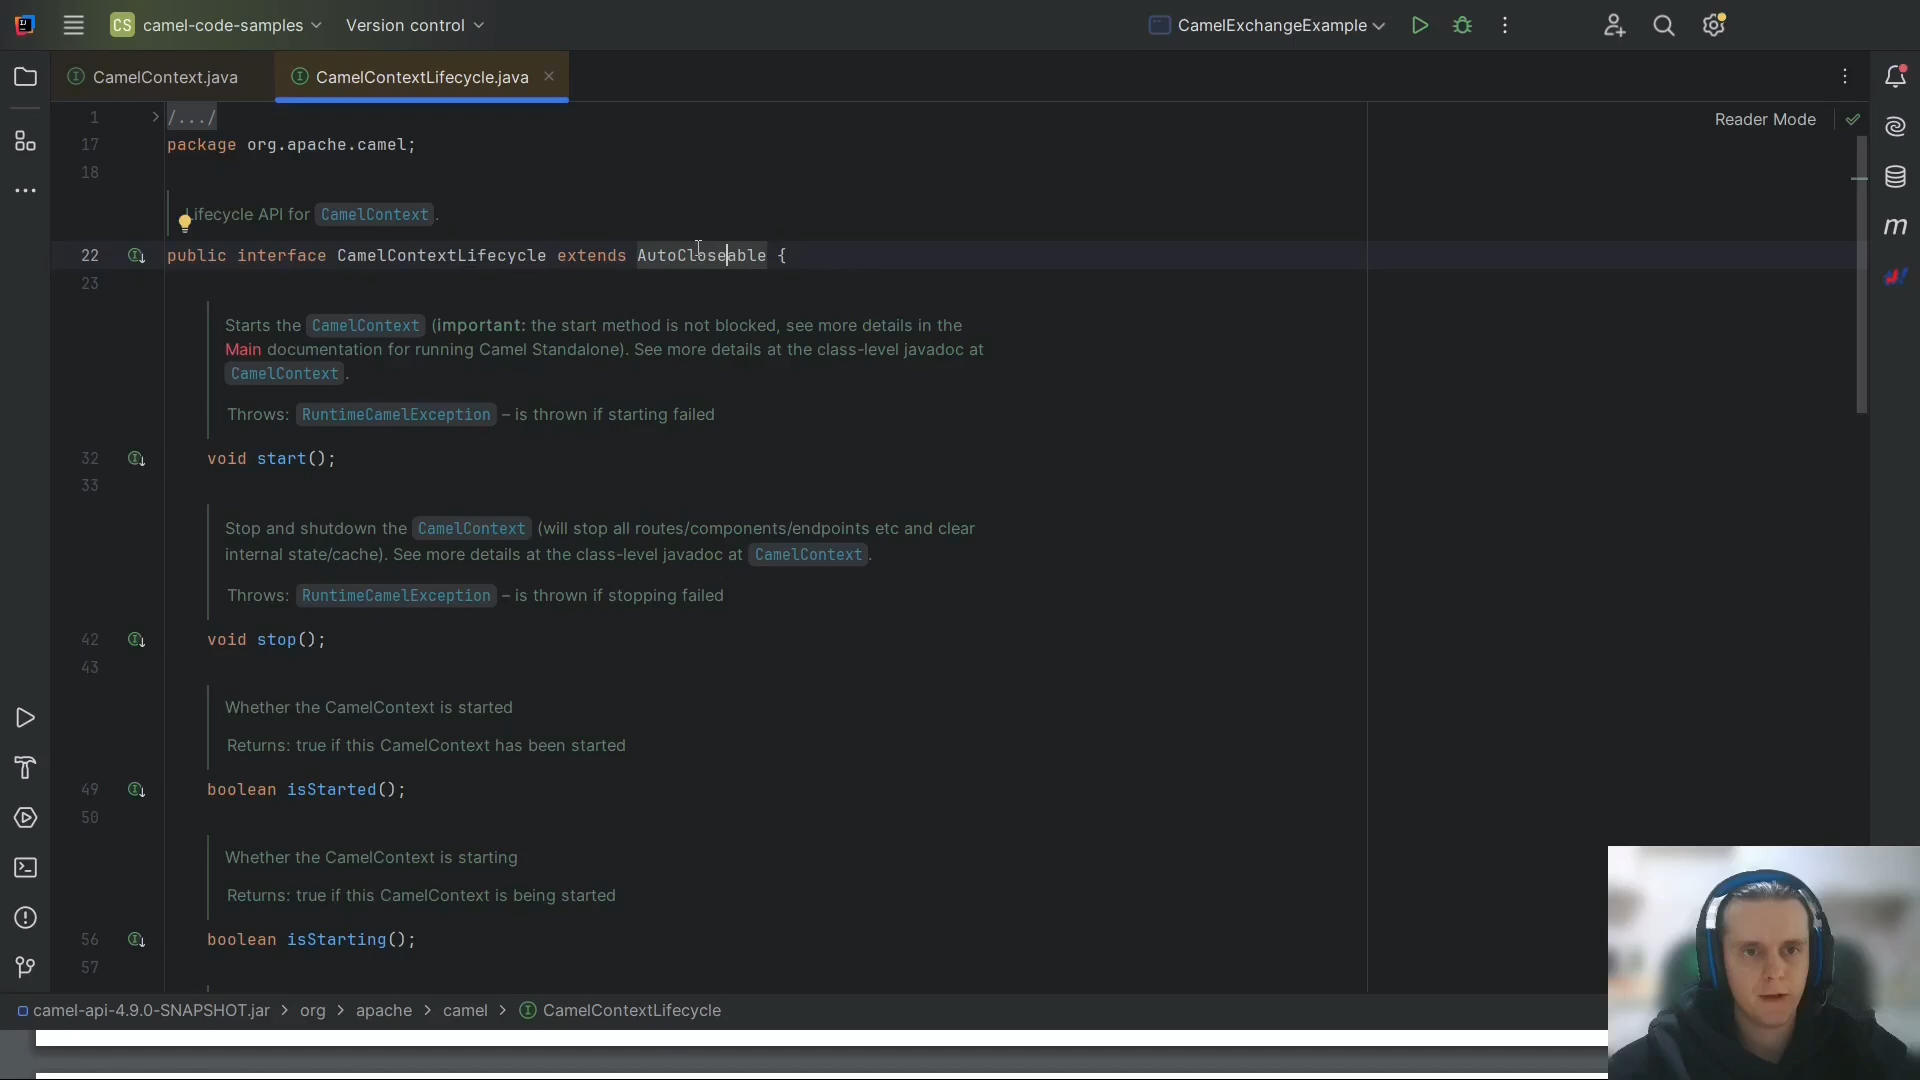 CS camel-code-samples Version control CamelExchangeExample
CamelContext.java CamelContextLifecycle.java
Reader Mode
1 /.../
17 package org.apache.camel;
18
Lifecycle API for CamelContext.
22 public interface CamelContextLifecycle extends AutoCloseable {
23
Starts the CamelContext (important: the start method is not blocked, see more details in the
Main documentation for running Camel Standalone). See more details at the class-level javadoc at
CamelContext.
Throws: RuntimeCamelException – is thrown if starting failed
32 void start();
33
Stop and shutdown the CamelContext (will stop all routes/components/endpoints etc and clear
internal state/cache). See more details at the class-level javadoc at CamelContext.
Throws: RuntimeCamelException – is thrown if stopping failed
42 void stop();
43
Whether the CamelContext is started
Returns: true if this CamelContext has been started
49 boolean isStarted();
50
Whether the CamelContext is starting
Returns: true if this CamelContext is being started
56 boolean isStarting();
57
camel-api-4.9.0-SNAPSHOT.jar > org > apache > camel > CamelContextLifecycle